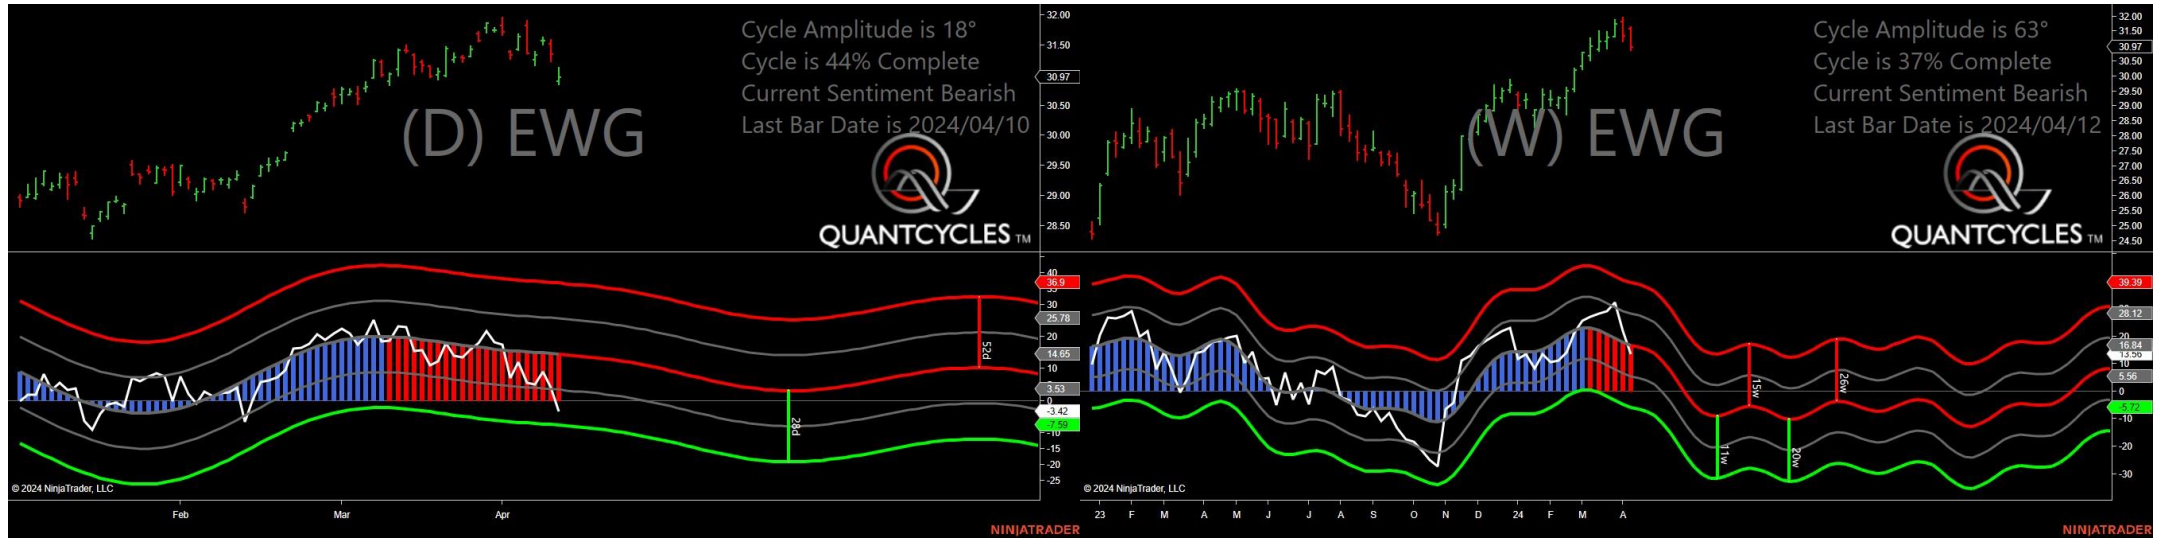 Cycle Amplitude is 18°
Cycle is 44% Complete
Current Sentiment Bearish
Last Bar Date is 2024/04/10
(D) EWG
QUANTCYCLES TM
32.00
31.50
30.97
30.50
30.00
29.50
29.00
28.50
40
36.9
30
25.78
20
14.65
10
3.53
0
-3.42
-7.59
-10
-15
-20
-25
52d
28d
© 2024 NinjaTrader, LLC
Feb Mar Apr
NINJATRADER
Cycle Amplitude is 63°
Cycle is 37% Complete
Current Sentiment Bearish
Last Bar Date is 2024/04/12
(W) EWG
QUANTCYCLES TM
32.00
31.50
30.97
30.50
30.00
29.50
29.00
28.50
28.00
27.50
27.00
26.50
26.00
25.50
25.00
24.50
39.39
28.12
20
16.84
13.56
5.56
0
-5.72
-10
-20
-30
15w
26w
11w
20w
© 2024 NinjaTrader, LLC
23 F M A M J J A S O N D 24 F M A
NINJATRADER